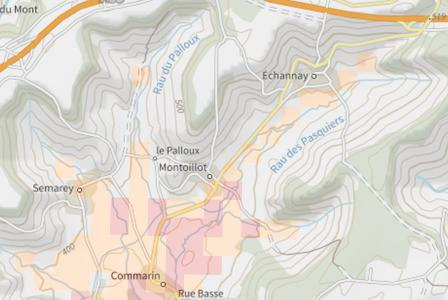 du Mont
Rau du Palloux
500
Echannay
Rau des Pasquiers
le Palloux
Montoillot
Semarey
400
Commarin
Rue Basse